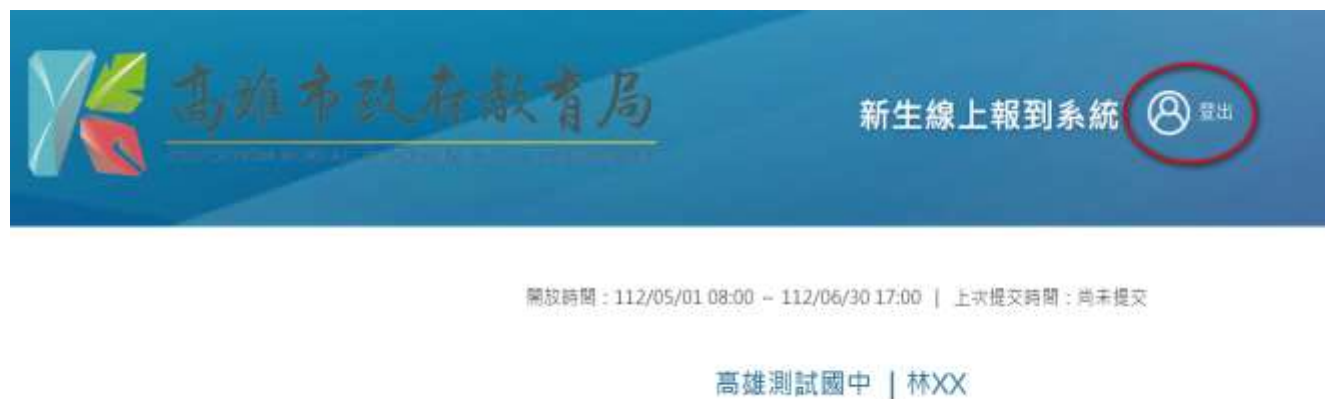 高雄市政府教育局
新生線上報到系統 登出
開放時間：112/05/01 08:00 ~ 112/06/30 17:00 | 上次提交時間：尚未提交
高雄測試國中 | 林XX